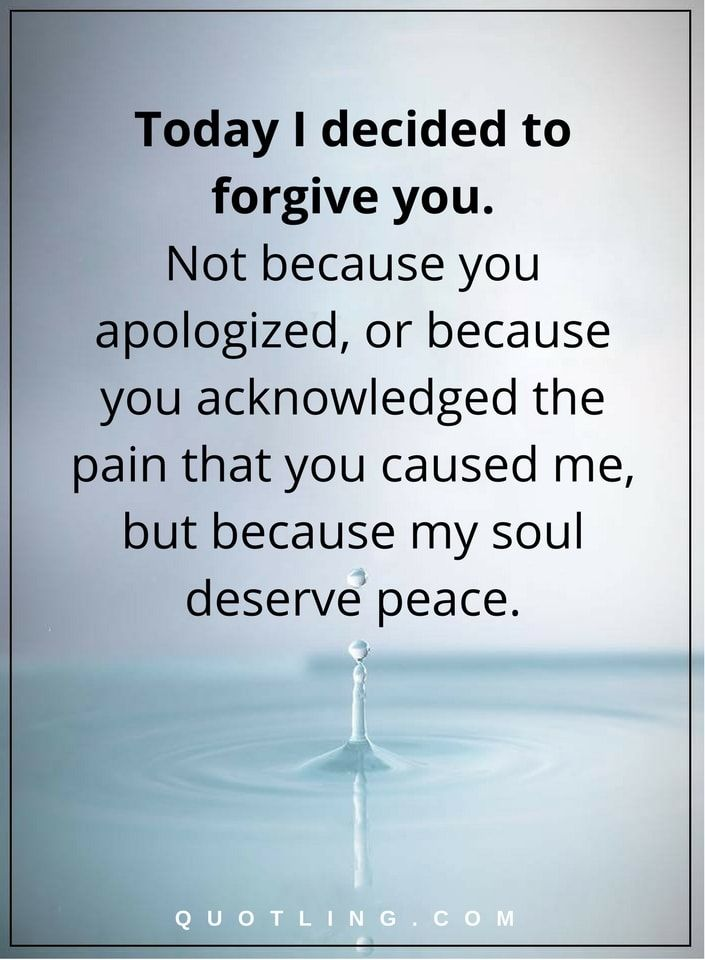 Today I decided to
forgive you.
Not because you
apologized, or because
you acknowledged the
pain that you caused me,
but because my soul
deserve peace.
QUOTLING.COM